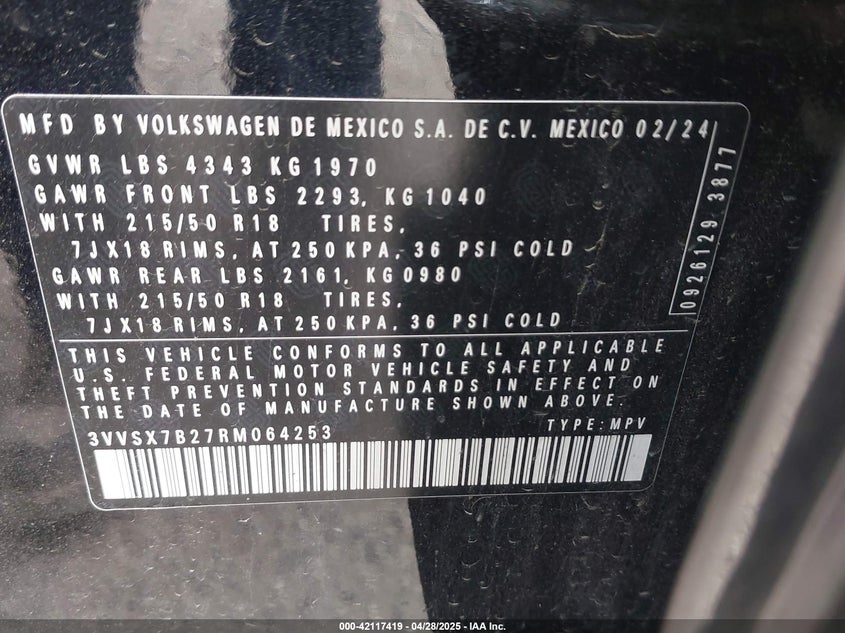 MFD BY VOLKSWAGEN DE MEXICO S.A. DE C.V. MEXICO 02/24
GVWR LBS 4343 KG 1970
GAWR FRONT LBS 2293, KG 1040
WITH 215/50 R18 TIRES,
7JX18 RIMS, AT 250 KPA, 36 PSI COLD
GAWR REAR LBS 2161, KG 0980
WITH 215/50 R18 TIRES,
7JX18 RIMS, AT 250 KPA, 36 PSI COLD
0926129 3877
THIS VEHICLE CONFORMS TO ALL APPLICABLE
U.S. FEDERAL MOTOR VEHICLE SAFETY AND
THEFT PREVENTION STANDARDS IN EFFECT ON
THE DATE OF MANUFACTURE SHOWN ABOVE.
3VVSX7B27RM064253 TYPE: MPV
000-42117419 - 04/28/2025 - IAA Inc.